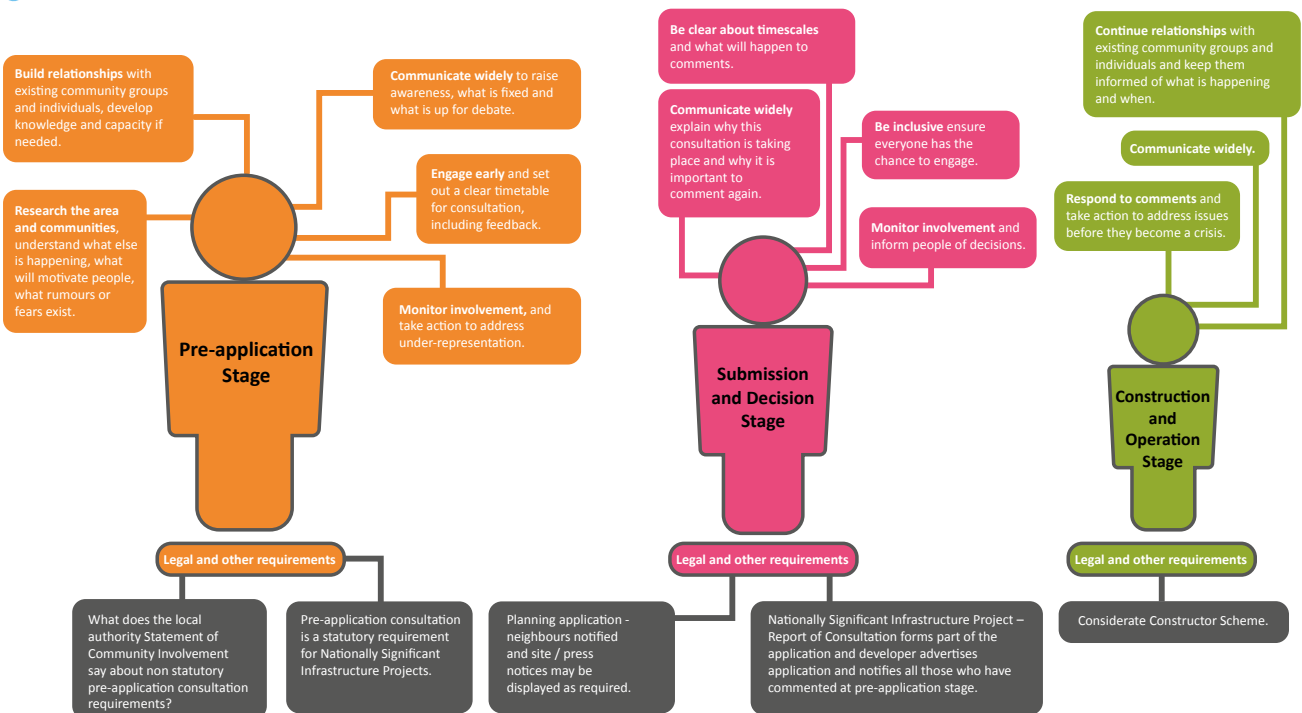 Build relationships with
existing community groups
and individuals, develop
knowledge and capacity if
needed.
Communicate widely to raise
awareness, what is fixed and
what is up for debate.
Research the area
and communities,
understand what else
is happening, what
will motivate people,
what rumours or
fears exist.
Engage early and set
out a clear timetable
for consultation,
including feedback.
Monitor involvement, and
take action to address
under-representation.
Pre-application
Stage
Legal and other requirements
What does the local
authority Statement of
Community Involvement
say about non statutory
pre-application consultation
requirements?
Pre-application consultation
is a statutory requirement
for Nationally Significant
Infrastructure Projects.
Be clear about timescales
and what will happen to
comments.
Communicate widely
explain why this
consultation is taking
place and why it is
important to
comment again.
Be inclusive ensure
everyone has the
chance to engage.
Monitor involvement and
inform people of decisions.
Submission
and Decision
Stage
Legal and other requirements
Planning application -
neighbours notified
and site / press
notices may be
displayed as required.
Nationally Significant Infrastructure Project –
Report of Consultation forms part of the
application and developer advertises
application and notifies all those who have
commented at pre-application stage.
Continue relationships with
existing community groups and
individuals and keep them
informed of what is happening
and when.
Communicate widely.
Respond to comments and
take action to address issues
before they become a crisis.
Construction
and
Operation
Stage
Legal and other requirements
Considerate Constructor Scheme.